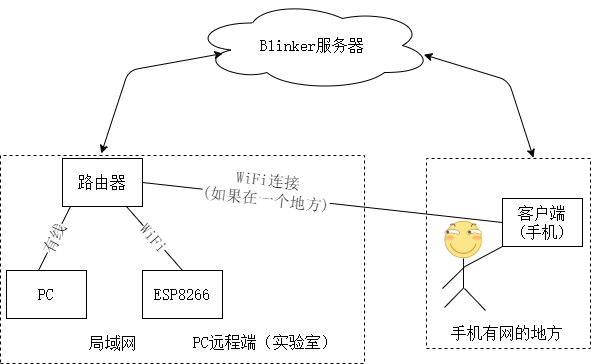 Blinker服务器
路由器
WiFi连接
(如果在一个地方)
客户端
(手机)
有线
WiFi
PC
ESP8266
局域网
PC远程端(实验室)
手机有网的地方